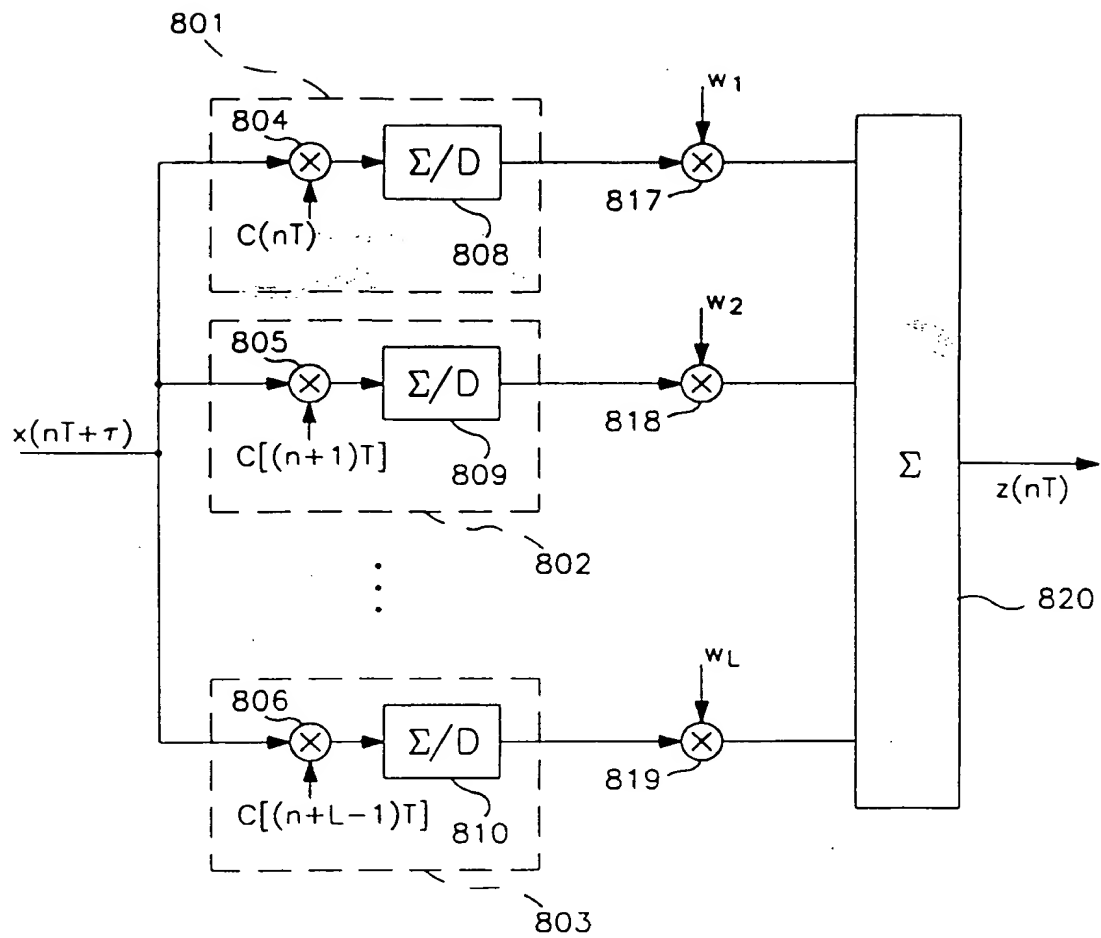 801
804
Σ/D
C(nT)
808
w1
817
805
Σ/D
C[(n+1)T]
809
802
w2
818
x(nT+τ)
Σ
z(nT)
820
806
Σ/D
C[(n+L-1)T]
810
803
wL
819